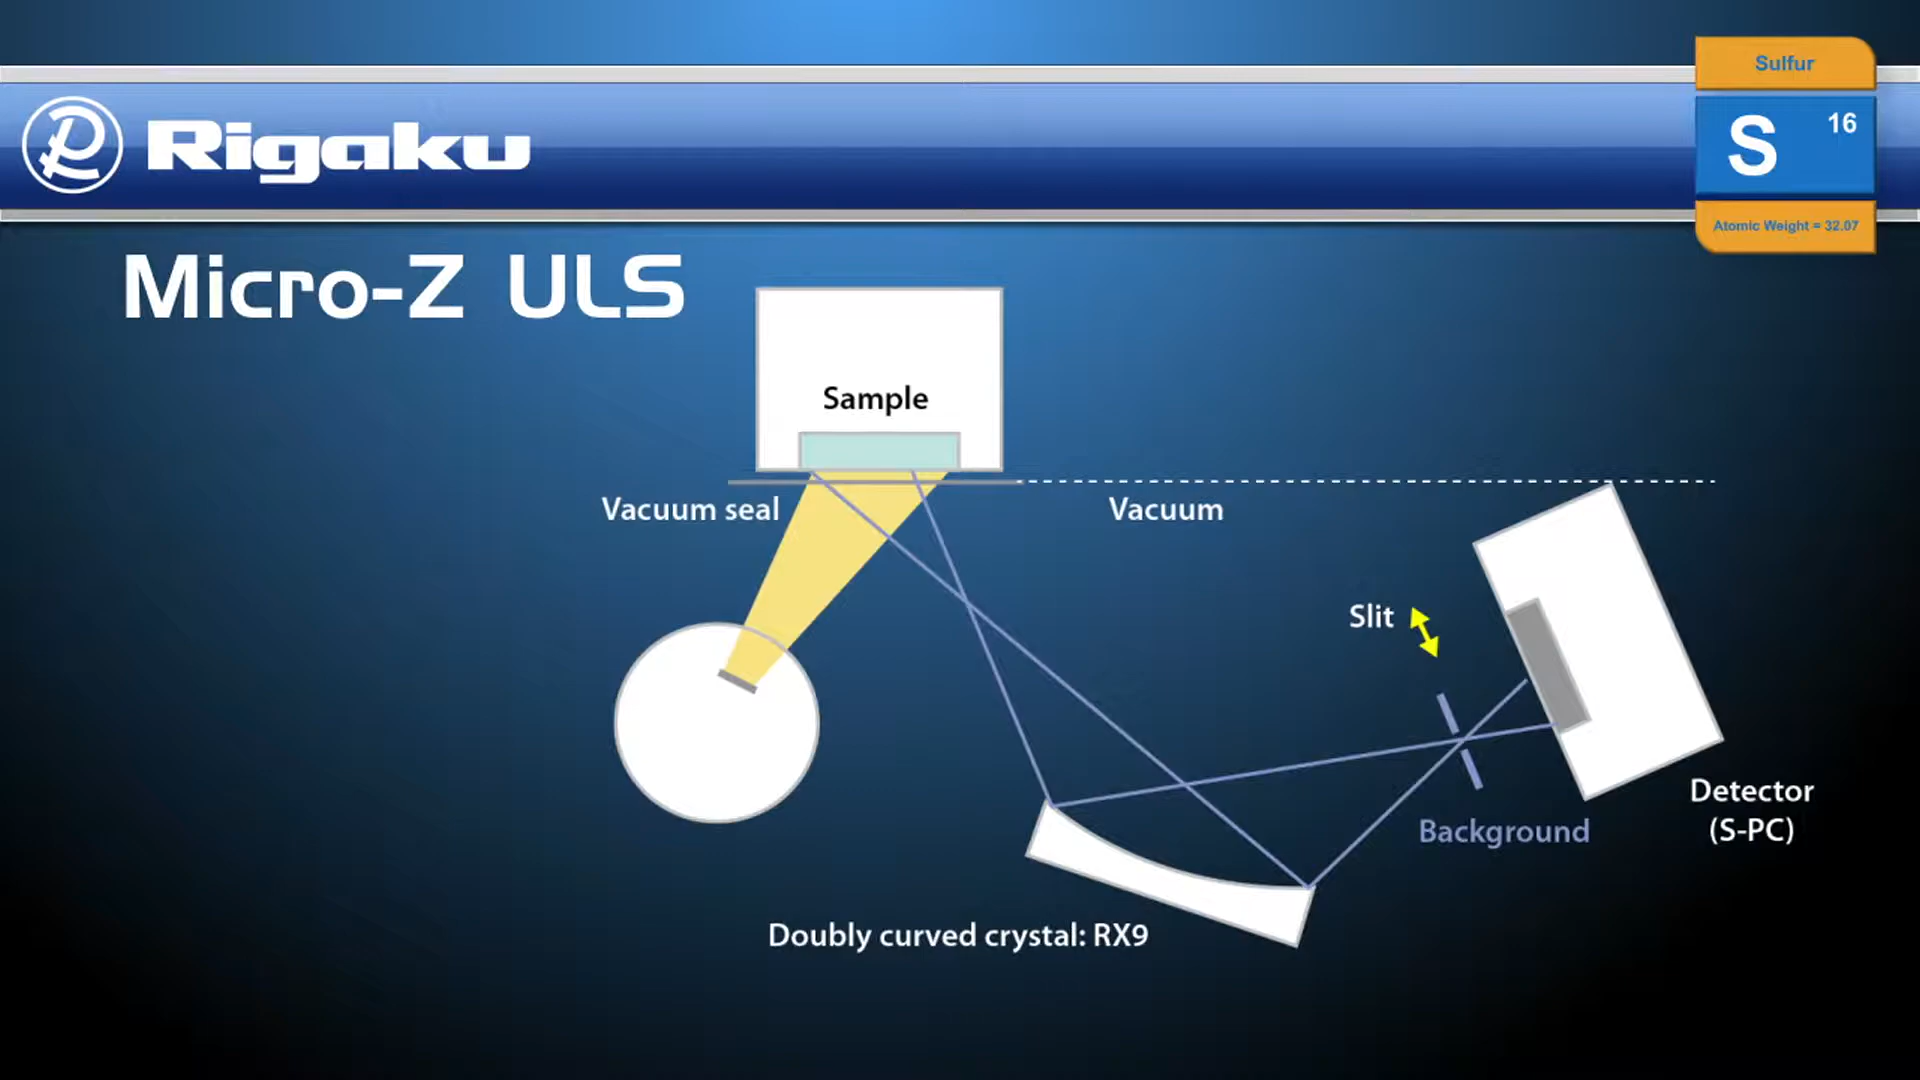 Sulfur
Rigaku
S
16
Atomic Weight = 32.07
Micro-Z ULS
Sample
Vacuum seal
Vacuum
Slit
Detector
(S-PC)
Background
Doubly curved crystal: RX9